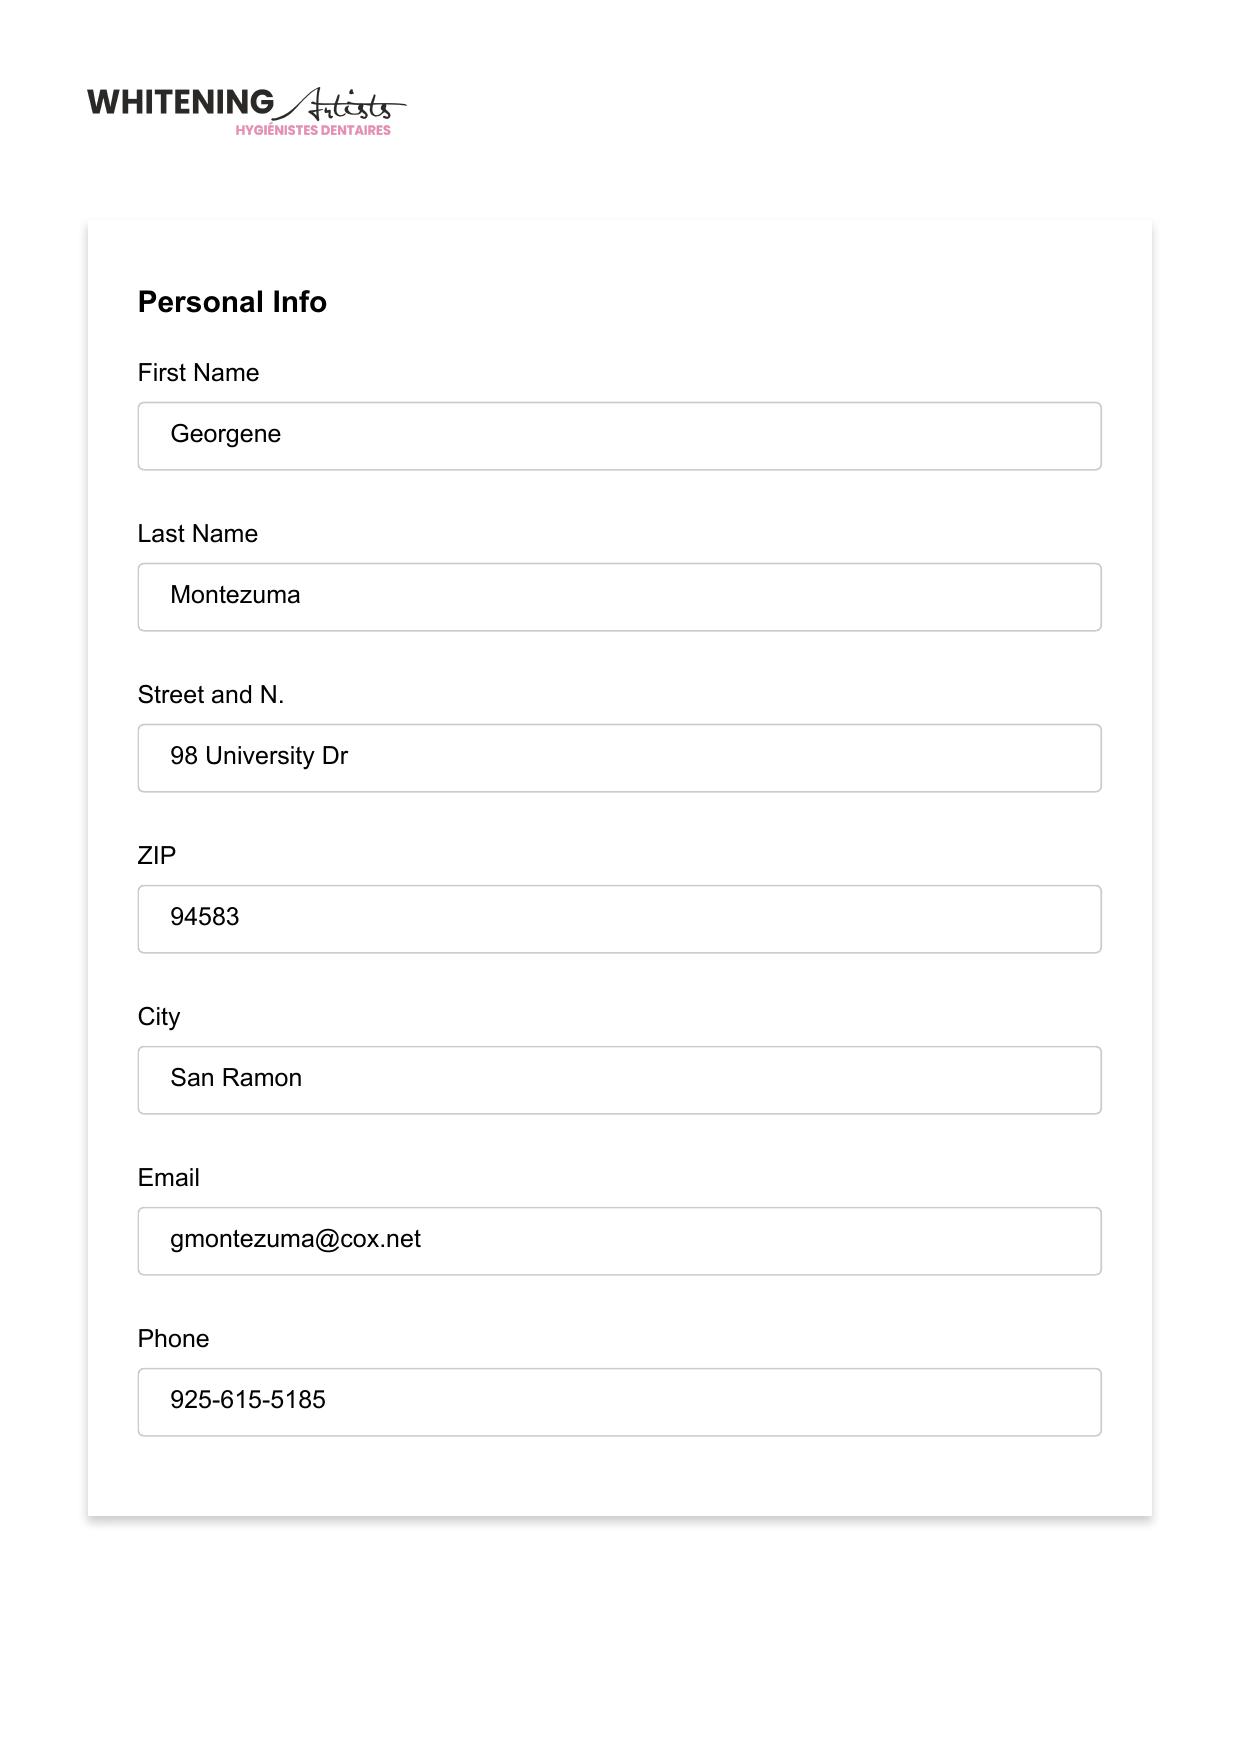 WHITENING Artists
HYGIÉNISTES DENTAIRES
Personal Info
First Name
Georgene
Last Name
Montezuma
Street and N.
98 University Dr
ZIP
94583
City
San Ramon
Email
gmontezuma@cox.net
Phone
925-615-5185